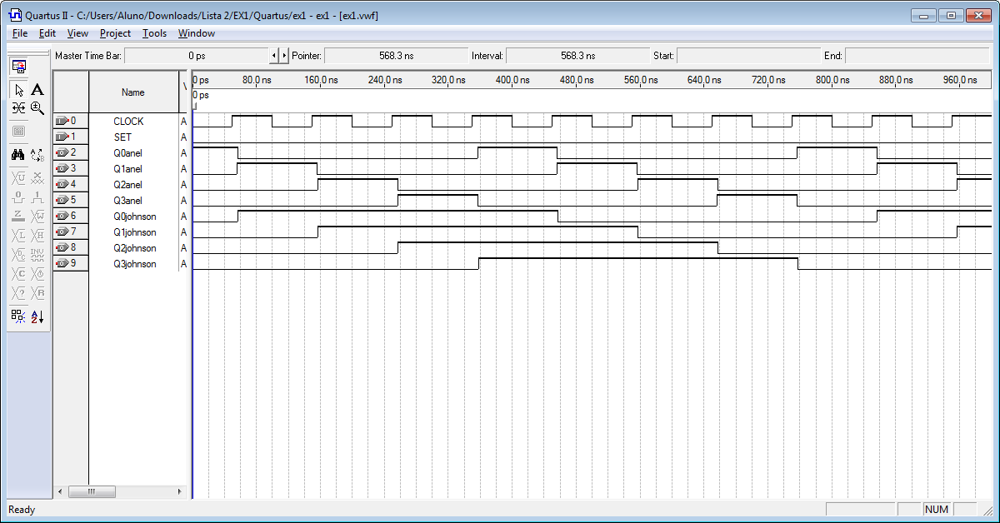 Quartus II - C:/Users/Aluno/Downloads/Lista 2/EX1/Quartus/ex1 - ex1 - [ex1.vwf]
File Edit View Project Tools Window
Master Time Bar: 0 ps Pointer: 568.3 ns Interval: 568.3 ns Start: End:
Name
0 ps 80.0 ns 160.0 ns 240.0 ns 320.0 ns 400.0 ns 480.0 ns 560.0 ns 640.0 ns 720.0 ns 800.0 ns 880.0 ns 960.0 ns
0 ps
0 CLOCK A
1 SET A
2 Q0anel A
3 Q1anel A
4 Q2anel A
5 Q3anel A
6 Q0johnson A
7 Q1johnson A
8 Q2johnson A
9 Q3johnson A
Ready NUM